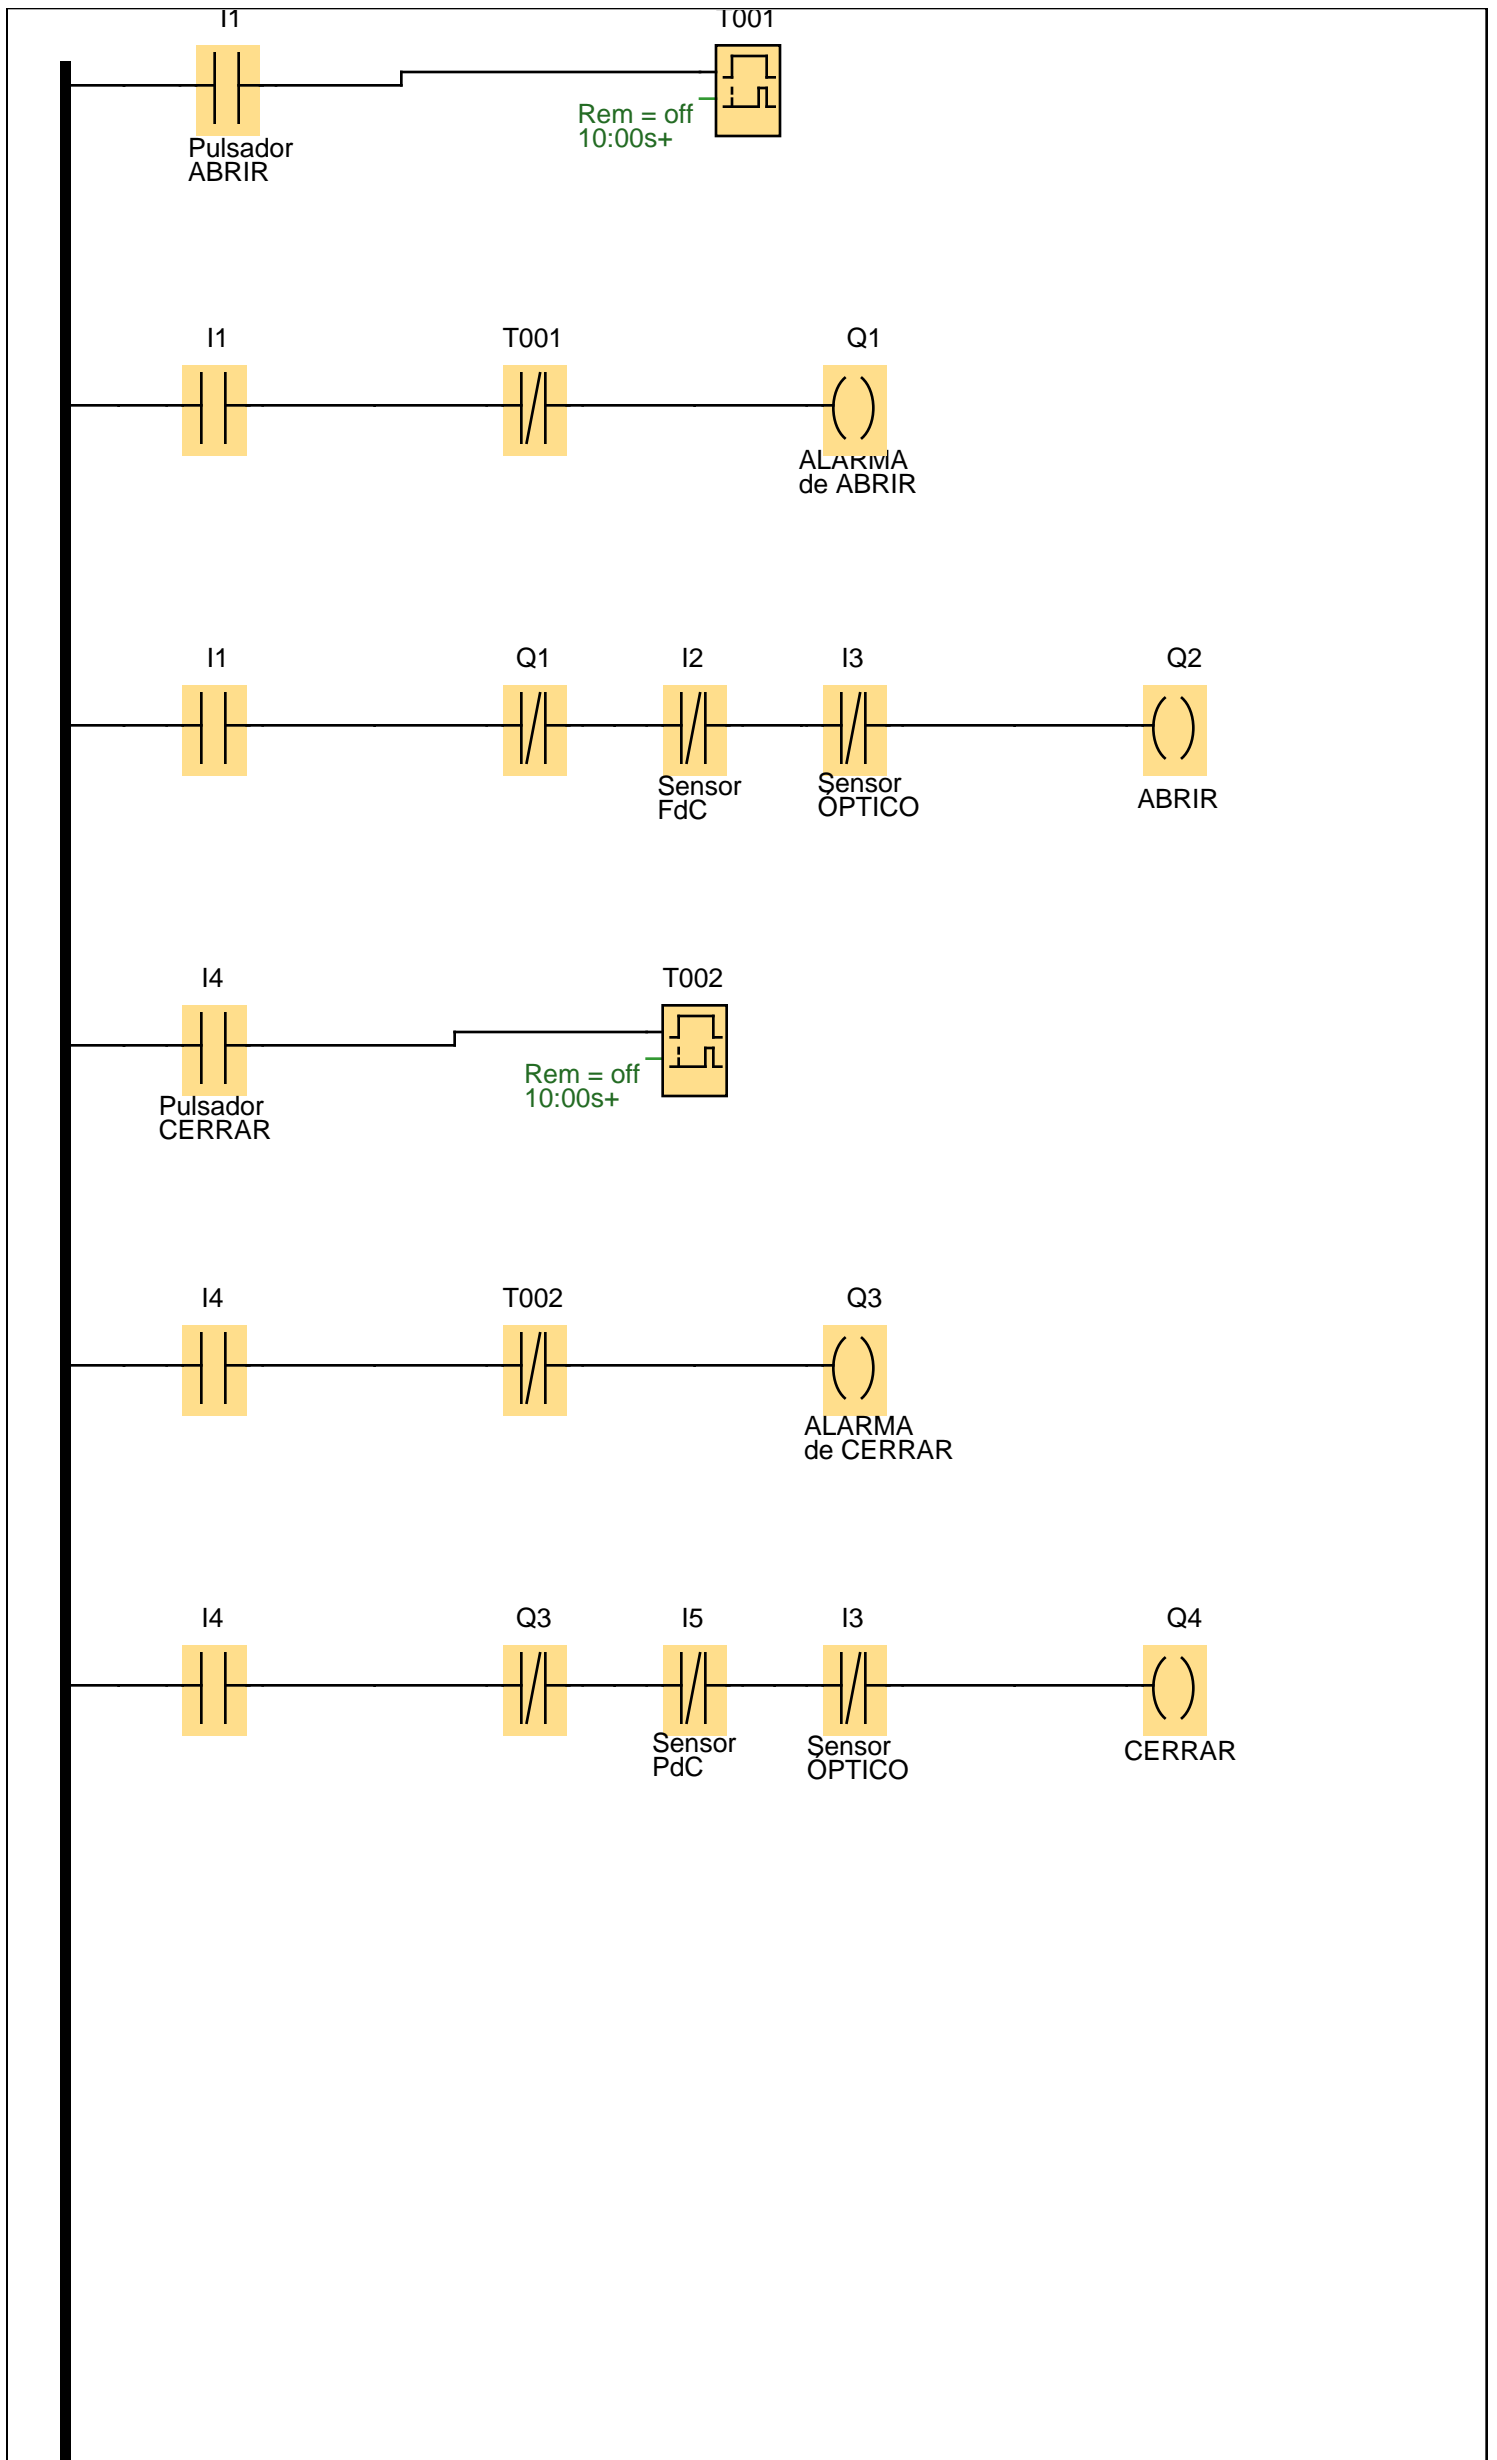 I1
T001
Rem = off
10:00s+
Pulsador
ABRIR
I1
T001
Q1
ALARMA
de ABRIR
I1
Q1
I2
I3
Q2
Sensor
FdC
Sensor
ÓPTICO
ABRIR
I4
T002
Rem = off
10:00s+
Pulsador
CERRAR
I4
T002
Q3
ALARMA
de CERRAR
I4
Q3
I5
I3
Q4
Sensor
PdC
Sensor
ÓPTICO
CERRAR